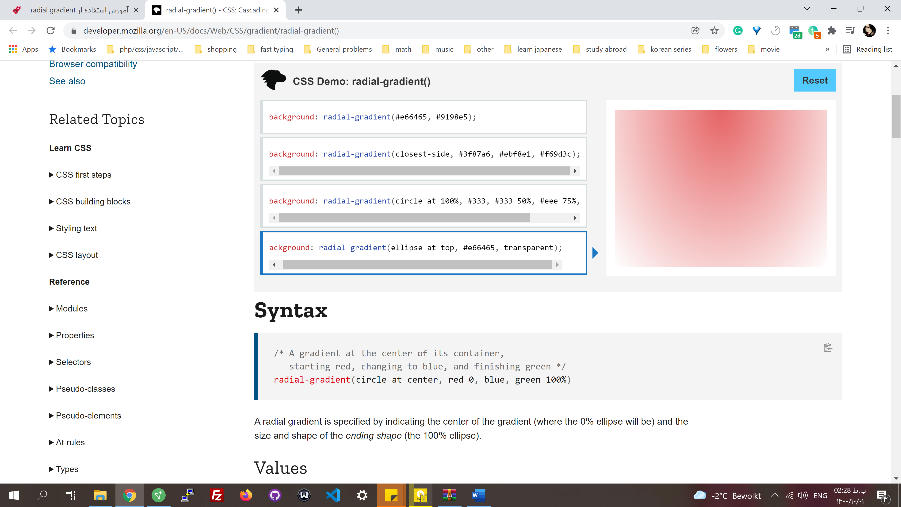 آموزش استفاده از radial gradient
radial-gradient() - CSS: Cascadin
developer.mozilla.org/en-US/docs/Web/CSS/gradient/radial-gradient()
Apps
Bookmarks
php/css/javascript/...
shopping
fast typing
General problems
math
music
other
learn japanese
study abroad
korean series
flowers
movie
»
Reading list
Browser compatibility
See also
Related Topics
Learn CSS
CSS first steps
CSS building blocks
Styling text
CSS layout
Reference
Modules
Properties
Selectors
Pseudo-classes
Pseudo-elements
At-rules
Types
CSS Demo: radial-gradient()
Reset
background: radial-gradient(#e66465, #9198e5);
background: radial-gradient(closest-side, #3f87a6, #ebf8e1, #f69d3c);
background: radial-gradient(circle at 100%, #333, #333 50%, #eee 75%,
ackground: radial-gradient(ellipse at top, #e66465, transparent);
Syntax
/* A gradient at the center of its container,
starting red, changing to blue, and finishing green */
radial-gradient(circle at center, red 0, blue, green 100%)
A radial gradient is specified by indicating the center of the gradient (where the 0% ellipse will be) and the
size and shape of the ending shape (the 100% ellipse).
Values
-2°C Bewolkt
ENG
02:28 ب.ظ